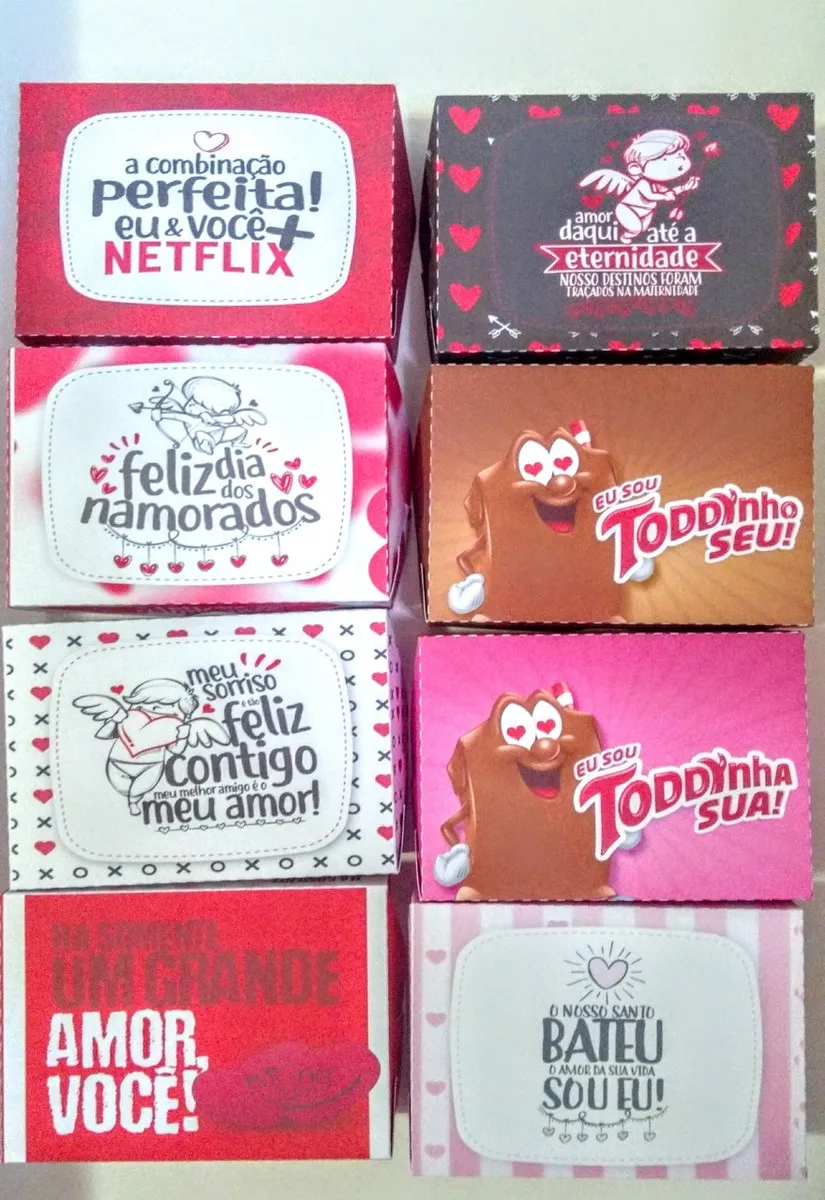 a combinação
perfeita!
eu & você +
NETFLIX
amor
daqui até a
eternidade
NOSSO DESTINOS FORAM
TRAÇADOS NA MATERNIDADE
feliz dia
dos
namorados
EU SOU
TODDYnho
SEU!
meu
sorriso
é tão
feliz
contigo
meu melhor amigo é o
meu amor!
EU SOU
TODDYnhA
SUA!
HÁ SOMENTE
UM GRANDE
AMOR,
VOCÊ!
O NOSSO SANTO
BATEU
O AMOR DA SUA VIDA
SOU EU!